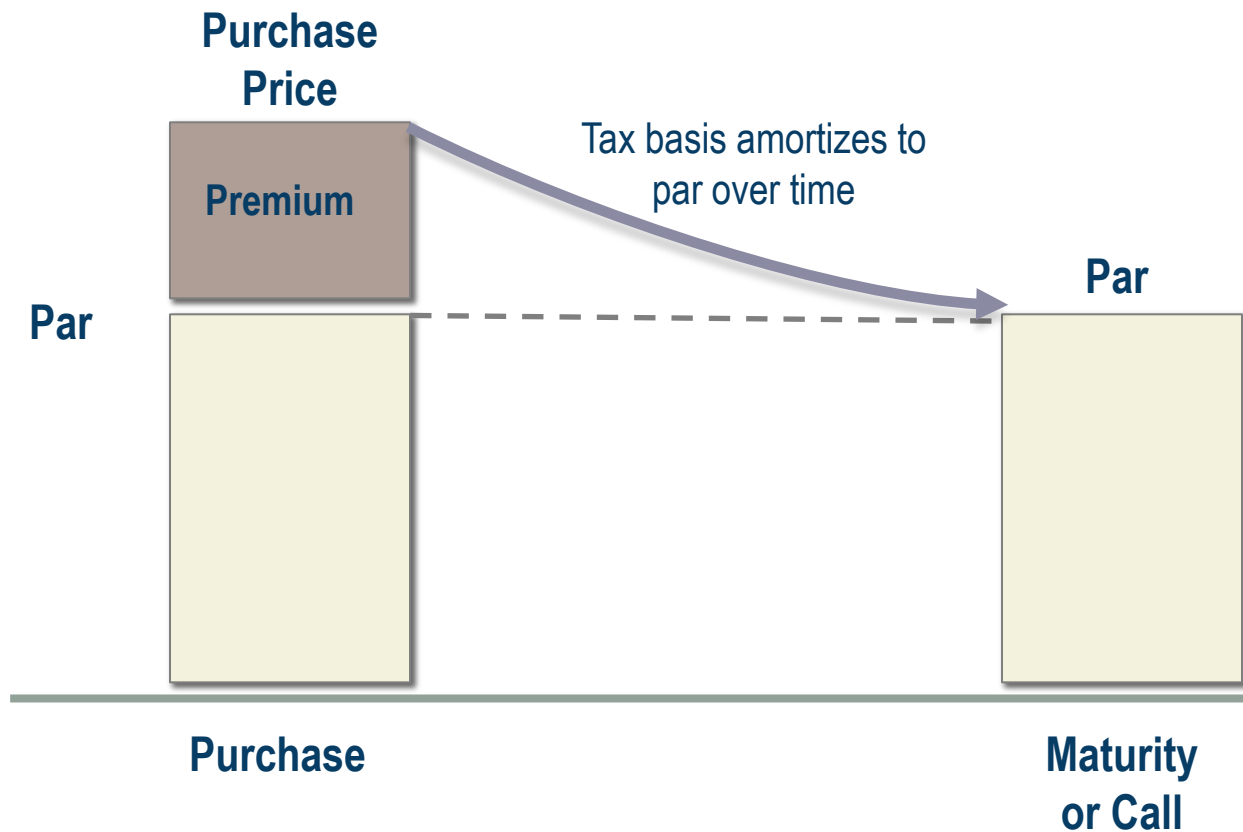 Purchase
Price
Premium
Tax basis amortizes to
par over time
Par
Par
Purchase
Maturity
or Call